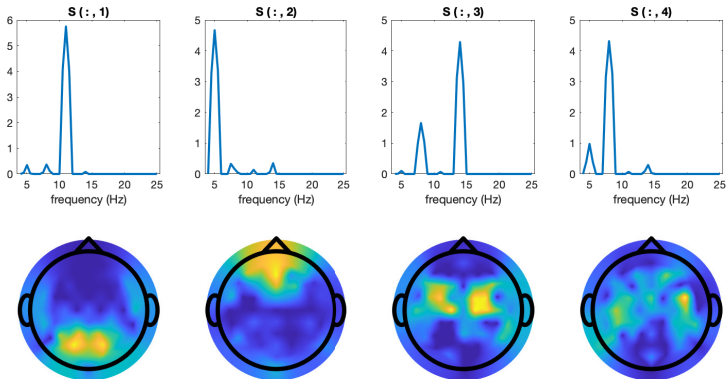 S ( : , 1) S ( : , 2) S ( : , 3) S ( : , 4)
6 5 4 3 2 1 0
5 4 3 2 1 0
5 4 3 2 1 0
5 4 3 2 1 0
5 10 15 20 25 5 10 15 20 25 5 10 15 20 25 5 10 15 20 25
frequency (Hz) frequency (Hz) frequency (Hz) frequency (Hz)